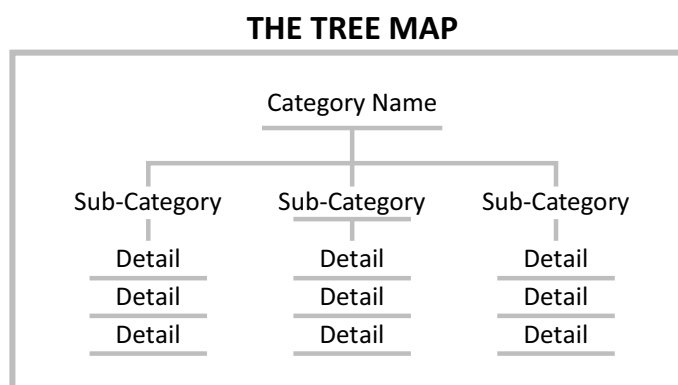 THE TREE MAP
Category Name
Sub-Category Sub-Category Sub-Category
Detail Detail Detail
Detail Detail Detail
Detail Detail Detail